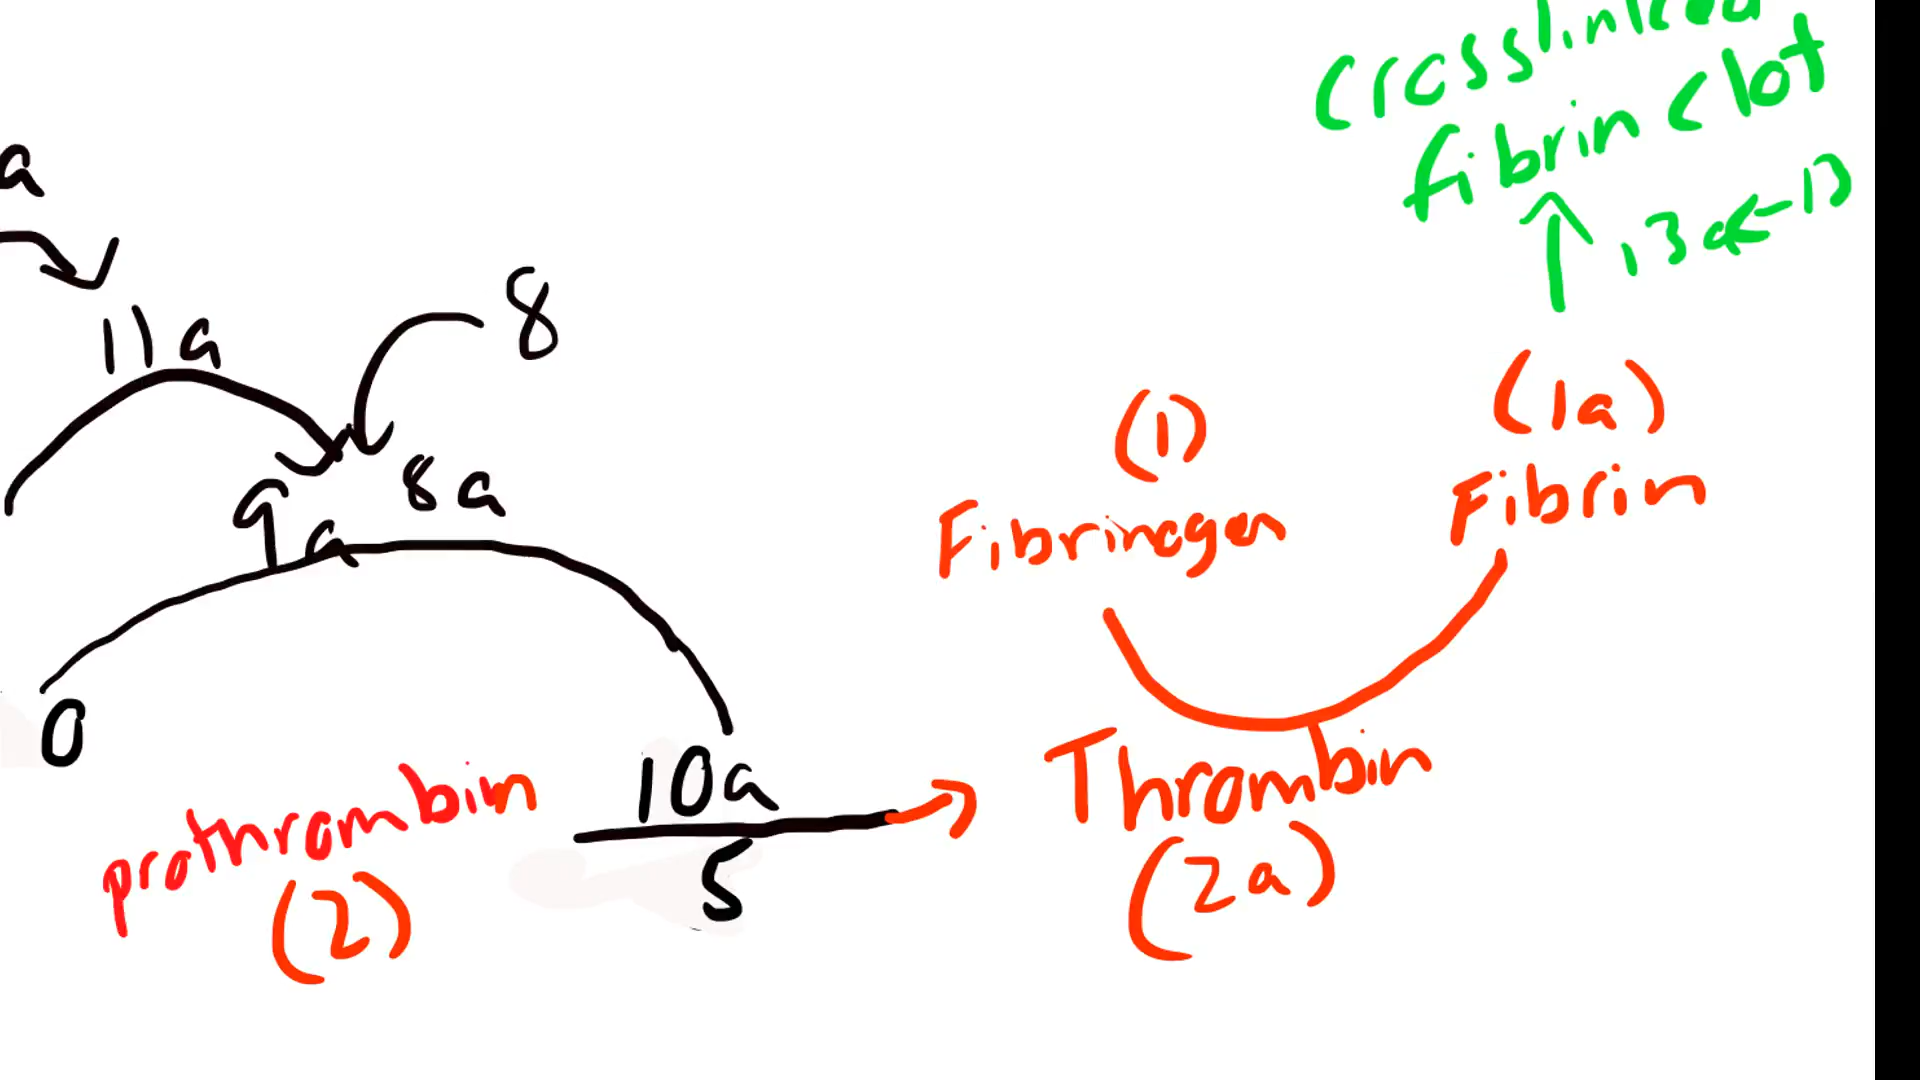 Crosslinked
fibrin clot
13a←13
a
11a
8
(1)
(1a)
9a
8a
Fibrinogen
Fibrin
0
prothrombin
(2)
10a
5
Thrombin
(2a)